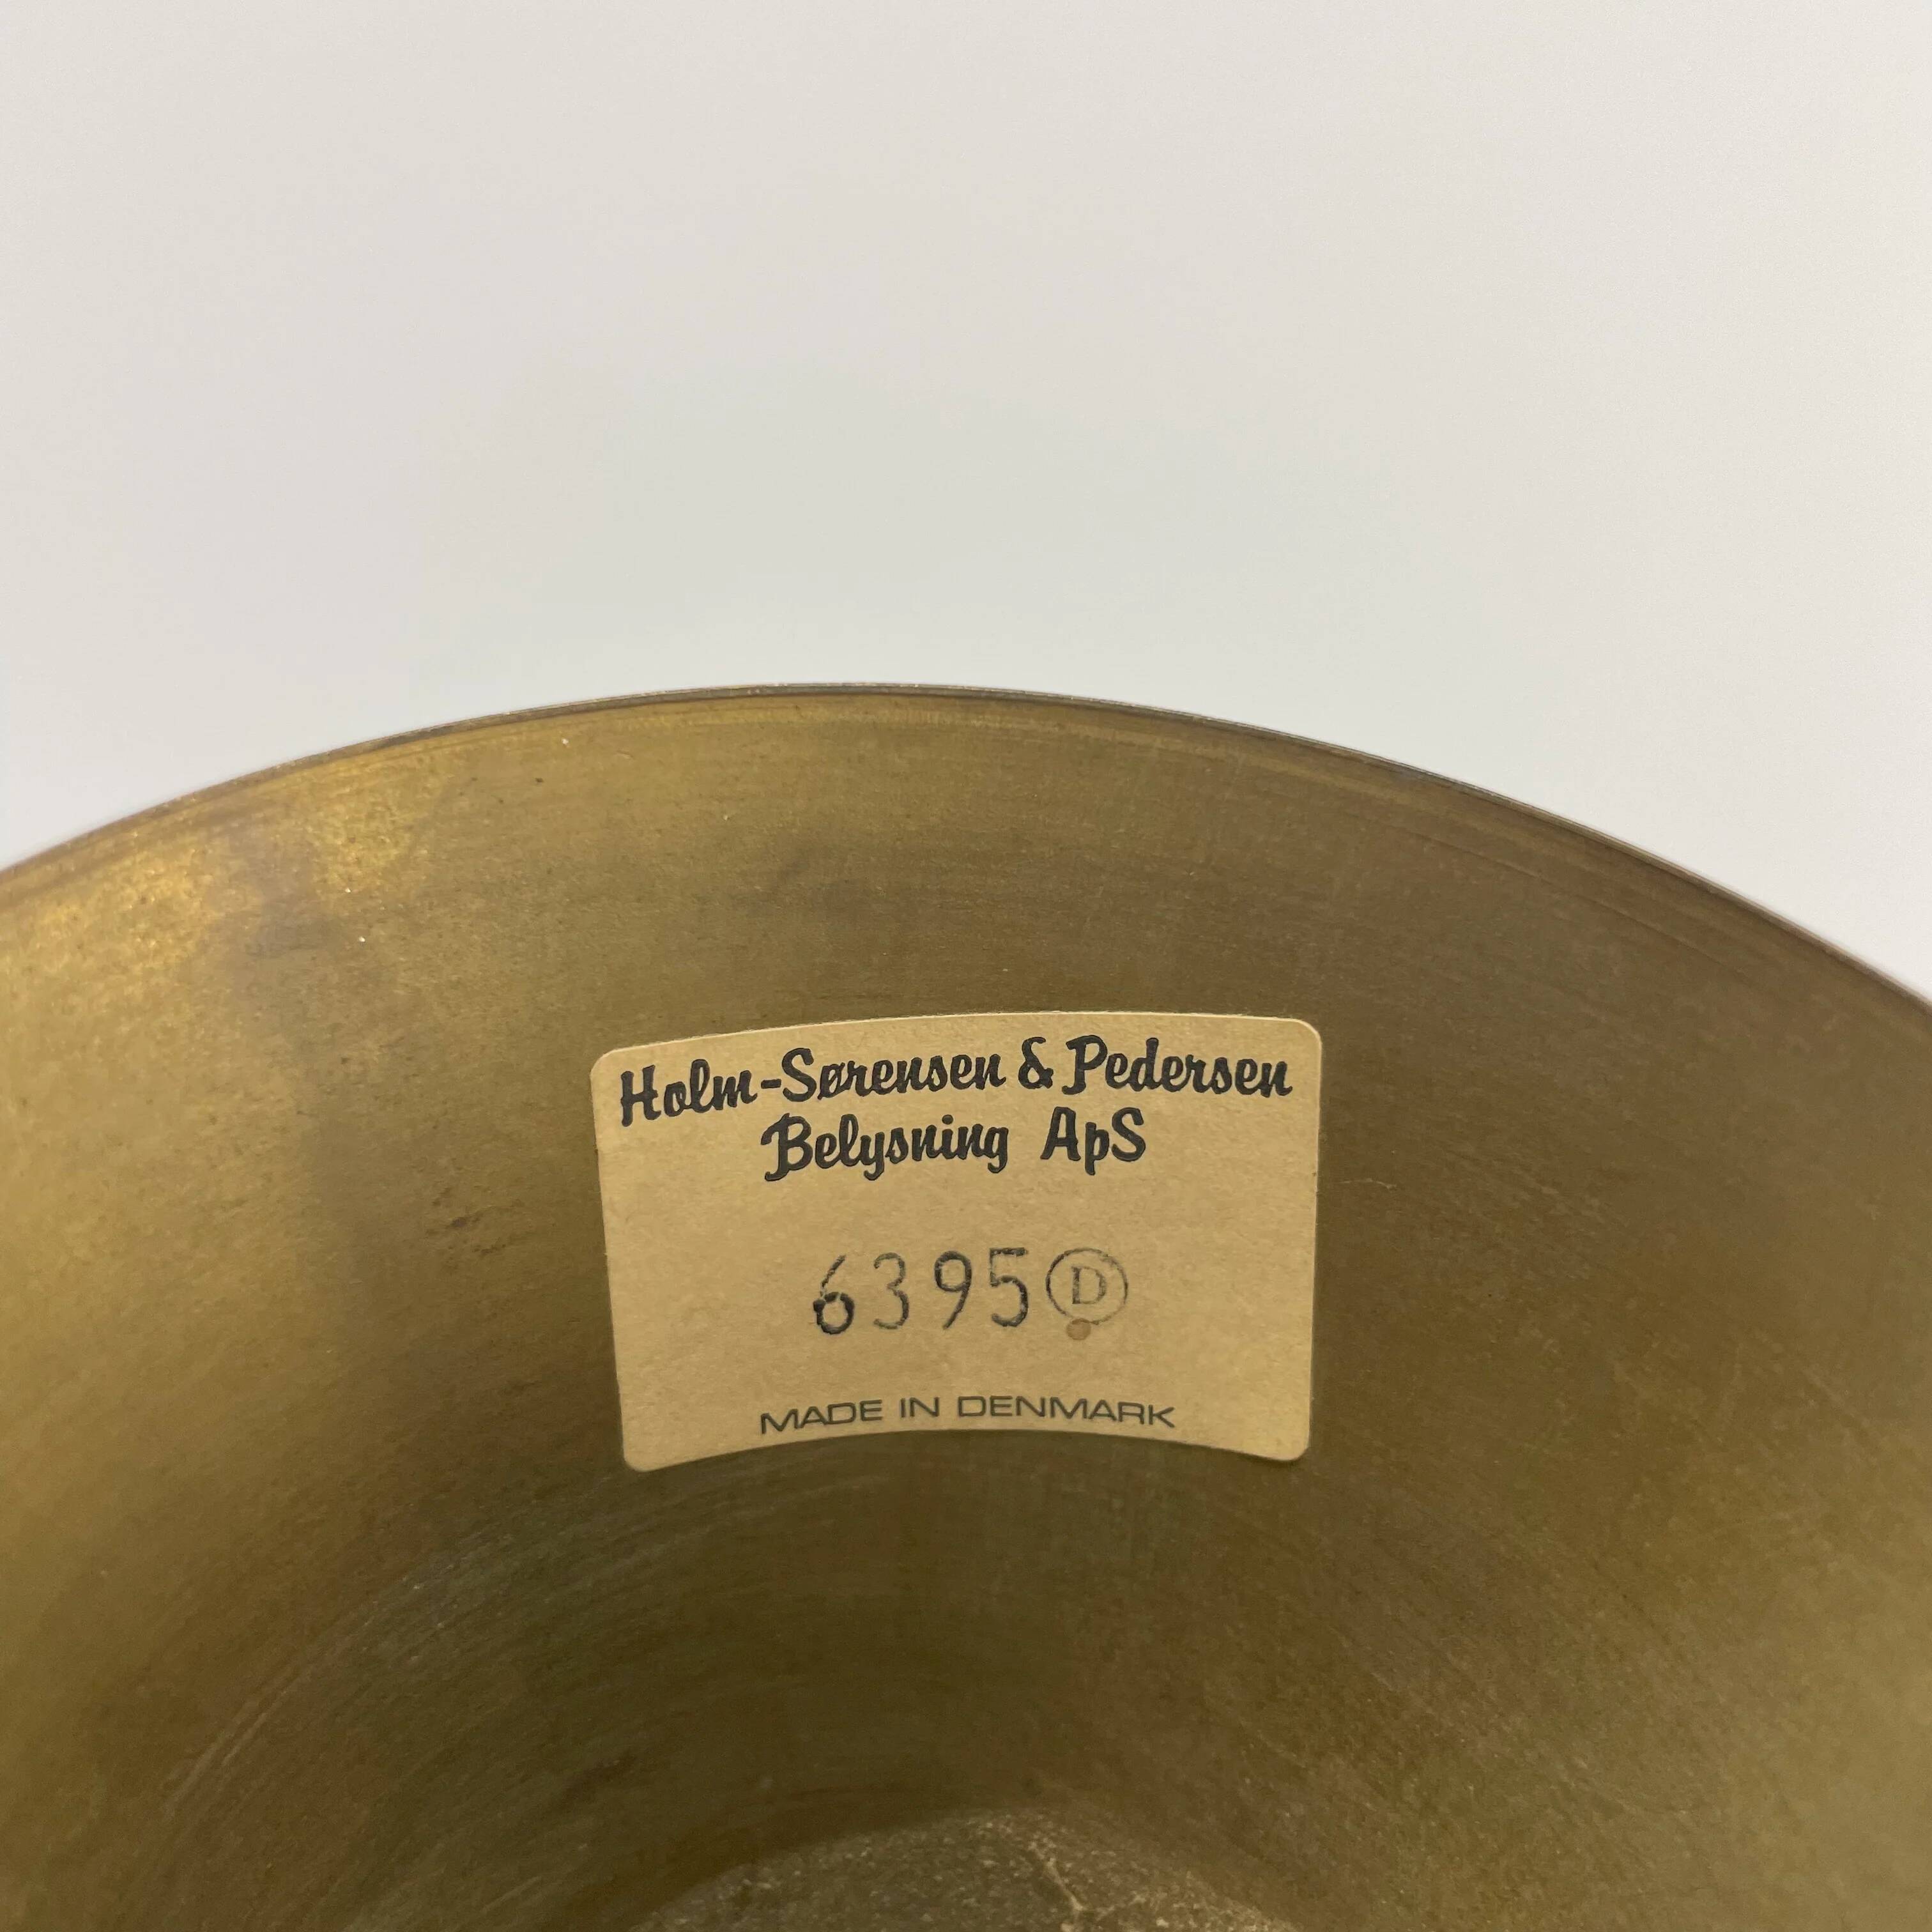 Holm-Sørensen & Pedersen
Belysning ApS
6395 Ⓓ
MADE IN DENMARK